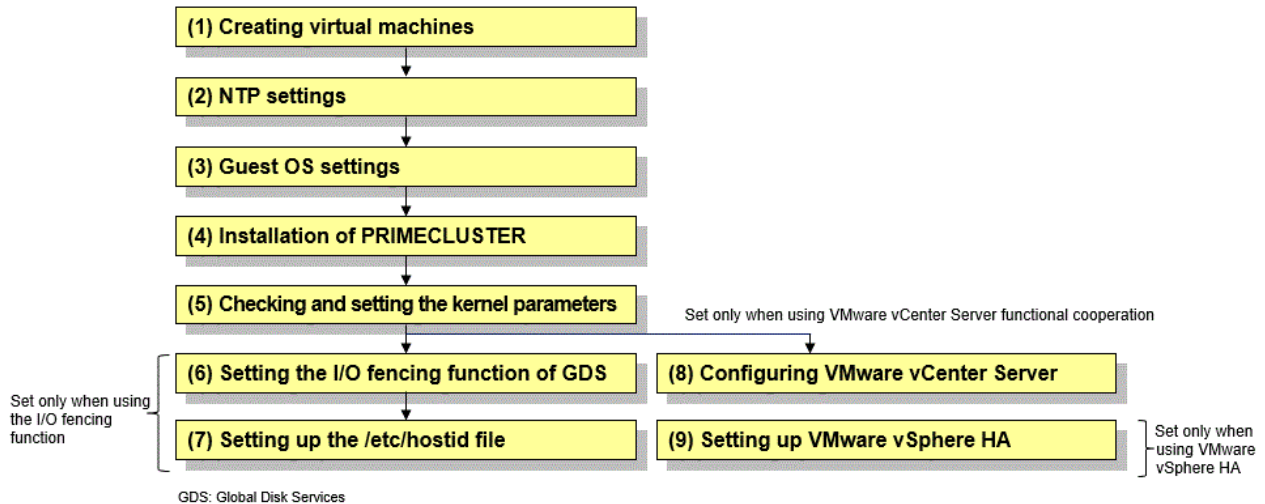 (1) Creating virtual machines
(2) NTP settings
(3) Guest OS settings
(4) Installation of PRIMECLUSTER
(5) Checking and setting the kernel parameters
Set only when using VMware vCenter Server functional cooperation
(6) Setting the I/O fencing function of GDS
(8) Configuring VMware vCenter Server
Set only when using
the I/O fencing
function
(7) Setting up the /etc/hostid file
(9) Setting up VMware vSphere HA
Set only when
using VMware
vSphere HA
GDS: Global Disk Services